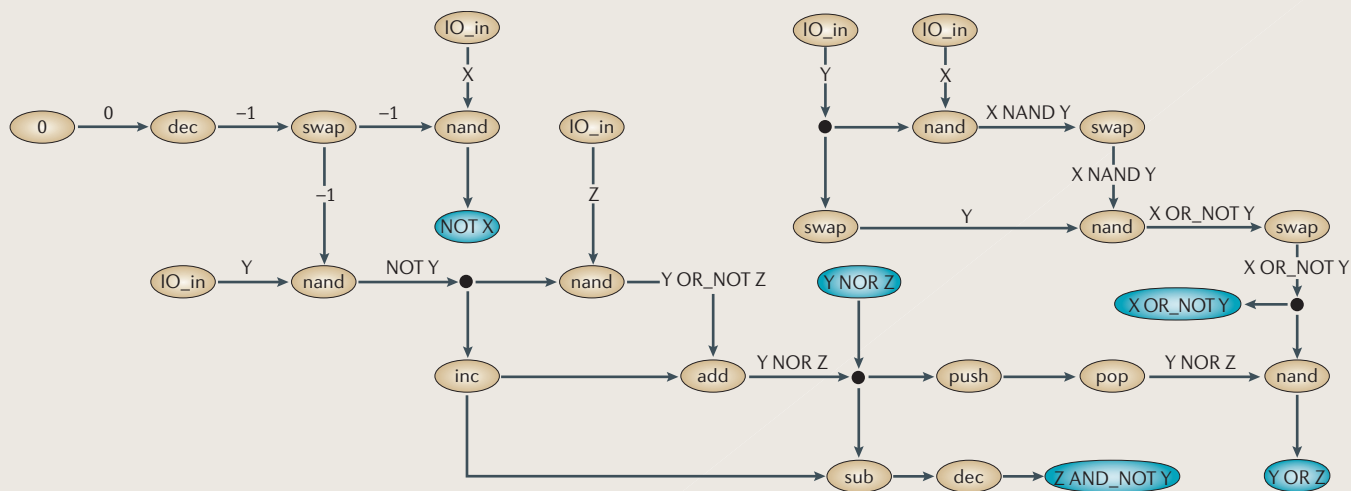 IO_in
IO_in
IO_in
X
Y
X
0
0
dec
–1
swap
–1
nand
IO_in
nand
X NAND Y
swap
–1
Z
X NAND Y
NOT X
swap
Y
nand
X OR_NOT Y
swap
IO_in
Y
nand
NOT Y
nand
Y OR_NOT Z
Y NOR Z
X OR_NOT Y
X OR_NOT Y
inc
add
Y NOR Z
push
pop
Y NOR Z
nand
sub
dec
Z AND_NOT Y
Y OR Z